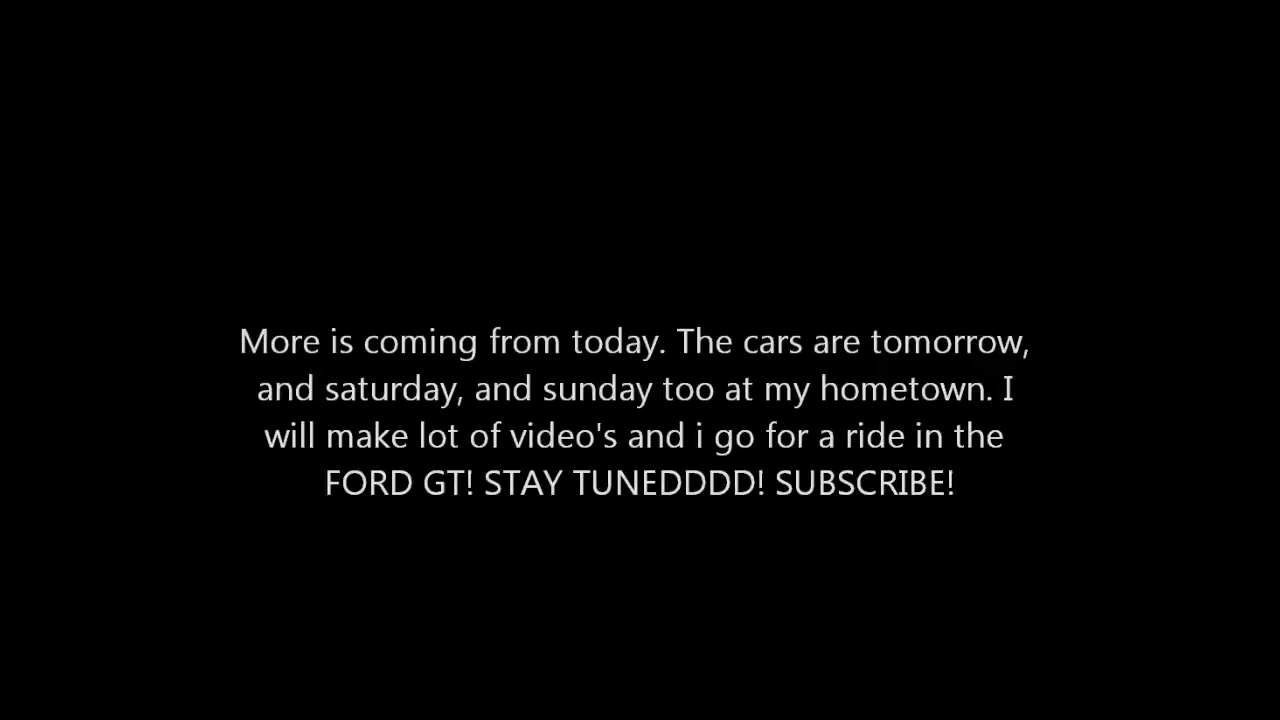 More is coming from today. The cars are tomorrow,
and saturday, and sunday too at my hometown. I
will make lot of video's and i go for a ride in the
FORD GT! STAY TUNEDDDD! SUBSCRIBE!